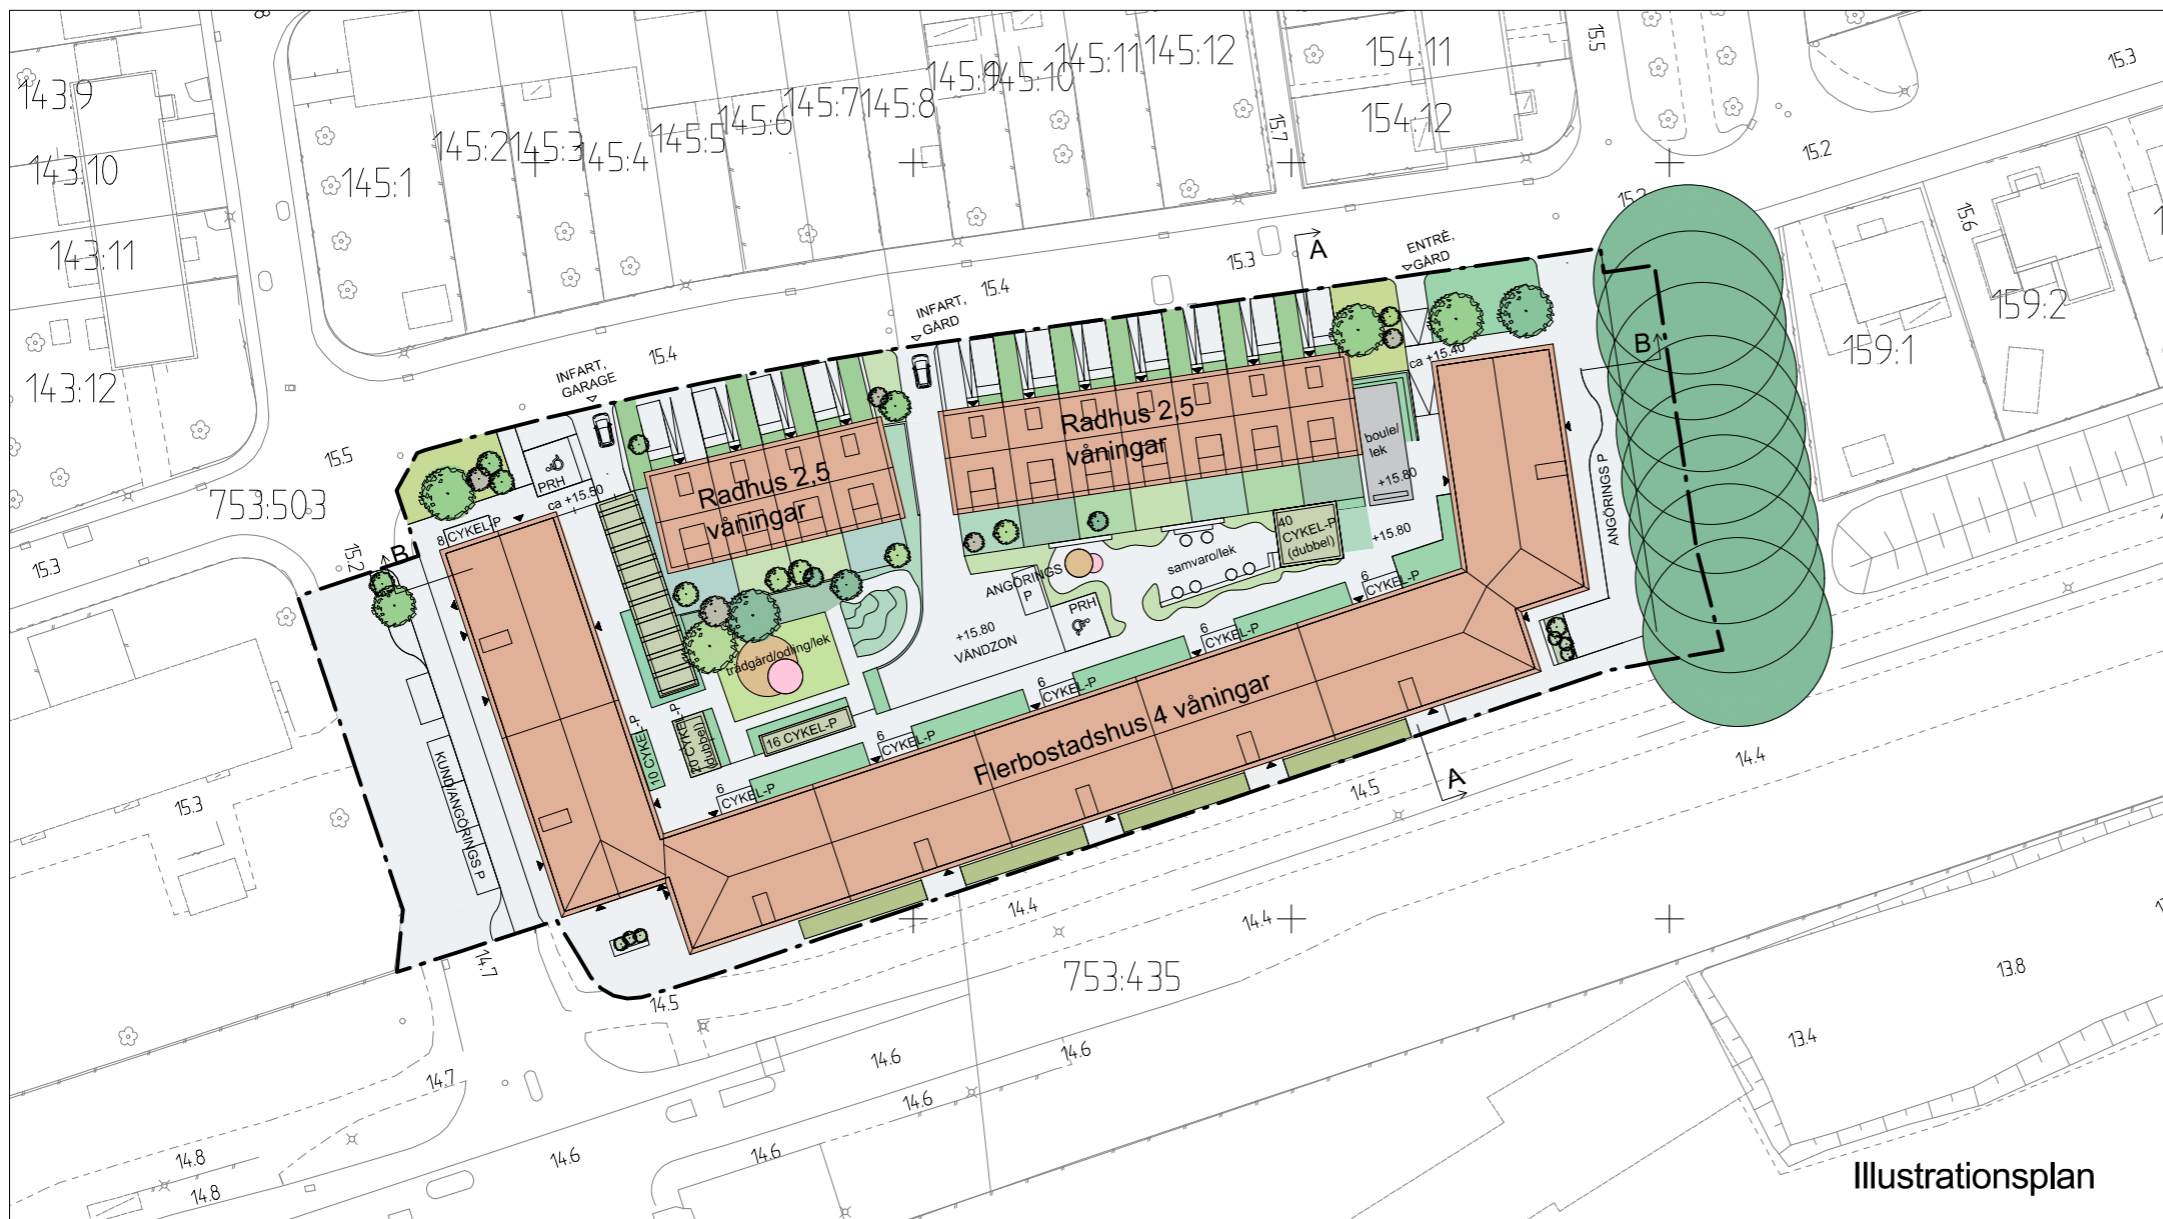 143:9
143:10
143:11
143:12
145:1
145:2
145:3
145:4
145:5
145:6
145:7
145:8
145:9
145:10
145:11
145:12
154:11
154:12
15.7
15.5
15.3
15.2
15.2
15.6
159:2
159:1
15.3
15.4
15.4
15.5
753:503
15.2
15.3
15.3
A
ENTRÈ,
GÅRD
INFART,
GÅRD
INFART,
GARAGE
B
ANGÖRINGS P
ca +15.40
Radhus 2,5
våningar
Radhus 2,5
våningar
boule/
lek
+15.80
PRH
ca +15.50
8 CYKEL-P
B
40
CYKEL-P
(dubbel)
+15.80
samvaro/lek
ANGÖRINGS
P
PRH
+15.80
VÄNDZON
trädgård/odling/lek
6
CYKEL-P
6
CYKEL-P
6
CYKEL-P
6
CYKEL-P
6
CYKEL-P
10 CYKEL-P
20 CYKEL-P
(dubbel)
16 CYKEL-P
KUND/ANGÖRINGS P
Flerbostadshus 4 våningar
A
14.4
14.5
14.4
14.4
14.5
14.7
753:435
14.6
14.6
14.6
14.6
14.6
14.7
14.8
14.8
13.8
13.4
Illustrationsplan